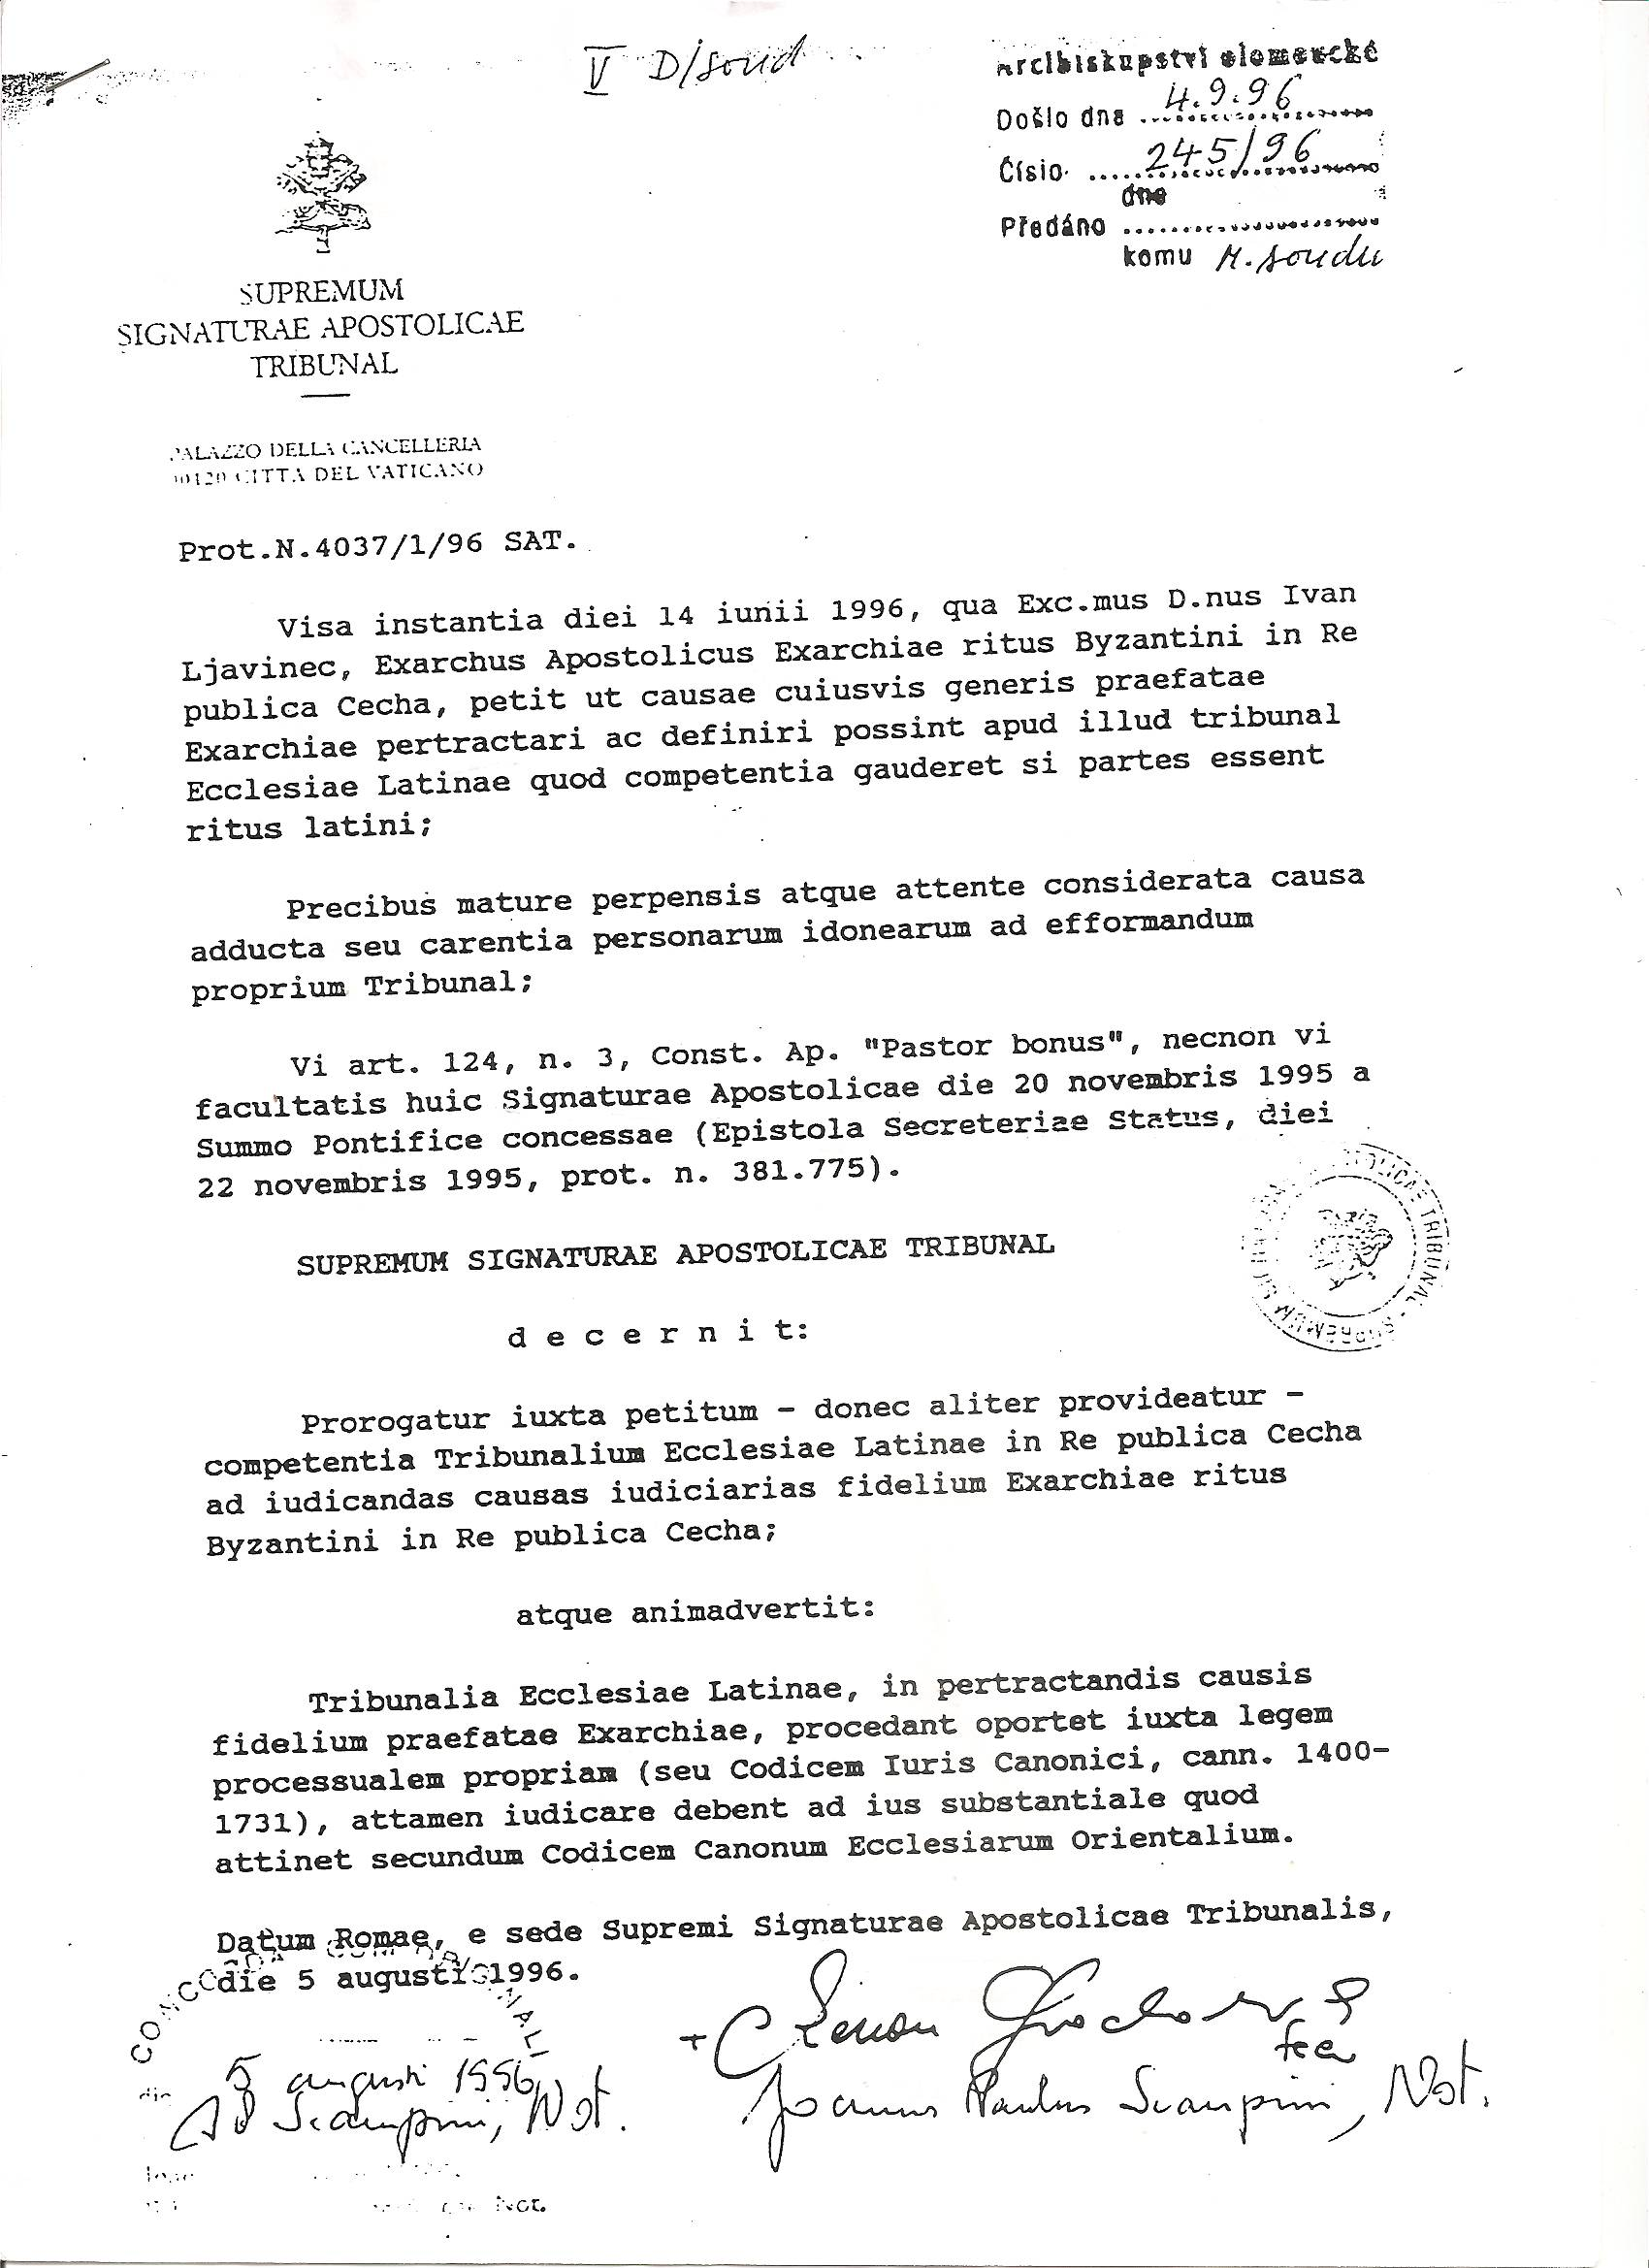 V D/soud
Arcibiskupství olomoucké
Došlo dne 4.9.96
Číslo 245/96
dne
Předáno
komu M. soudu
SUPREMUM
SIGNATURAE APOSTOLICAE
TRIBUNAL
PALAZZO DELLA CANCELLERIA
00120 CITTÀ DEL VATICANO
Prot.N.4037/1/96 SAT.
Visa instantia diei 14 iunii 1996, qua Exc.mus D.nus Ivan
Ljavinec, Exarchus Apostolicus Exarchiae ritus Byzantini in Re
publica Cecha, petit ut causae cuiusvis generis praefatae
Exarchiae pertractari ac definiri possint apud illud tribunal
Ecclesiae Latinae quod competentia gauderet si partes essent
ritus latini;
Precibus mature perpensis atque attente considerata causa
adducta seu carentia personarum idonearum ad efformandum
proprium Tribunal;
Vi art. 124, n. 3, Const. Ap. "Pastor bonus", necnon vi
facultatis huic Signaturae Apostolicae die 20 novembris 1995 a
Summo Pontifice concessae (Epistola Secreteriae Status, diei
22 novembris 1995, prot. n. 381.775).
SUPREMUM SIGNATURAE APOSTOLICAE TRIBUNAL
d e c e r n i t:
Prorogatur iuxta petitum - donec aliter provideatur -
competentia Tribunalium Ecclesiae Latinae in Re publica Cecha
ad iudicandas causas iudiciarias fidelium Exarchiae ritus
Byzantini in Re publica Cecha;
atque animadvertit:
Tribunalia Ecclesiae Latinae, in pertractandis causis
fidelium praefatae Exarchiae, procedant oportet iuxta legem
processualem propriam (seu Codicem Iuris Canonici, cann. 1400-
1731), attamen iudicare debent ad ius substantiale quod
attinet secundum Codicem Canonum Ecclesiarum Orientalium.
Datum Romae, e sede Supremi Signaturae Apostolicae Tribunalis,
die 5 augusti 1996.
+ Zenon Grocholewski
Joannes Paulus Scampini, Not.
die 5 augusti 1996
Scampini, Not.
Not.